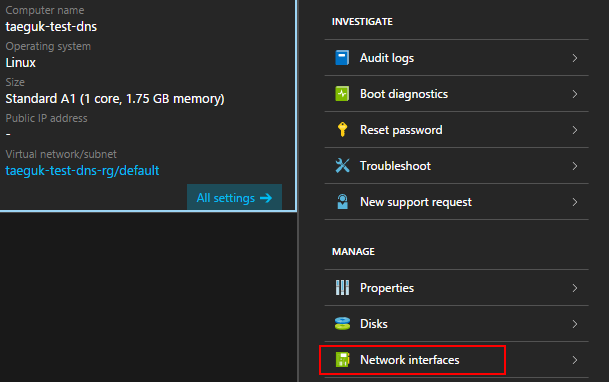 Computer name
taeguk-test-dns
Operating system
Linux
Size
Standard A1 (1 core, 1.75 GB memory)
Public IP address
-
Virtual network/subnet
taeguk-test-dns-rg/default
All settings →
INVESTIGATE
Audit logs
Boot diagnostics
Reset password
Troubleshoot
New support request
MANAGE
Properties
Disks
Network interfaces